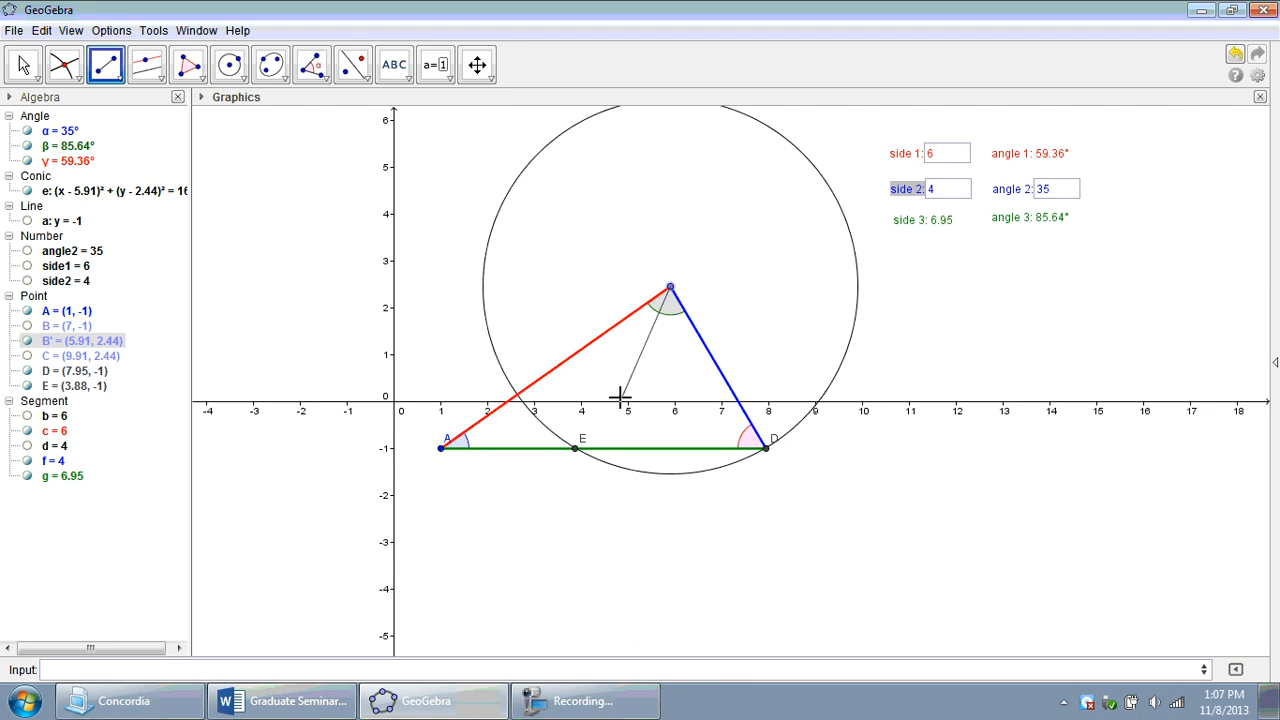 GeoGebra
File Edit View Options Tools Window Help
ABC a=1
Algebra
Graphics
Angle
α = 35°
β = 85.64°
γ = 59.36°
Conic
e: (x - 5.91)² + (y - 2.44)² = 16
Line
a: y = -1
Number
angle2 = 35
side1 = 6
side2 = 4
Point
A = (1, -1)
B = (7, -1)
B' = (5.91, 2.44)
C = (9.91, 2.44)
D = (7.95, -1)
E = (3.88, -1)
Segment
b = 6
c = 6
d = 4
f = 4
g = 6.95
side 1: 6 angle 1: 59.36°
side 2: 4 angle 2: 35
side 3: 6.95 angle 3: 85.64°
6
5
4
3
2
1
0
-4 -3 -2 -1 0 1 2 3 4 5 6 7 8 9 10 11 12 13 14 15 16 17 18
A E D
-1
-2
-3
-4
-5
Input:
Concordia Graduate Seminar... GeoGebra Recording...
1:07 PM
11/8/2013